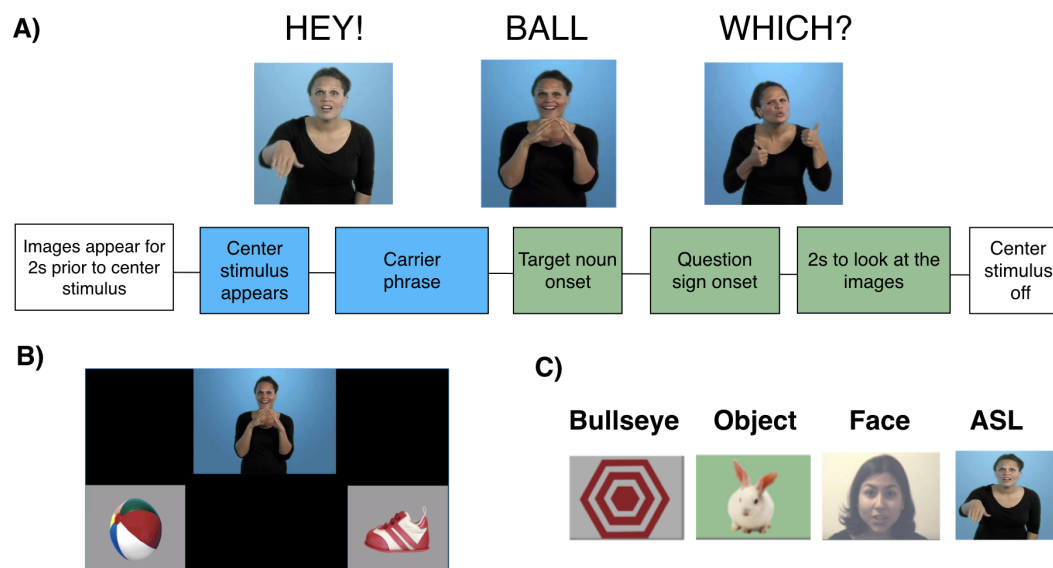 A)
HEY!
BALL
WHICH?
Images appear for
2s prior to center
stimulus
Center
stimulus
appears
Carrier
phrase
Target noun
onset
Question
sign onset
2s to look at the
images
Center
stimulus
off
B)
C)
Bullseye
Object
Face
ASL